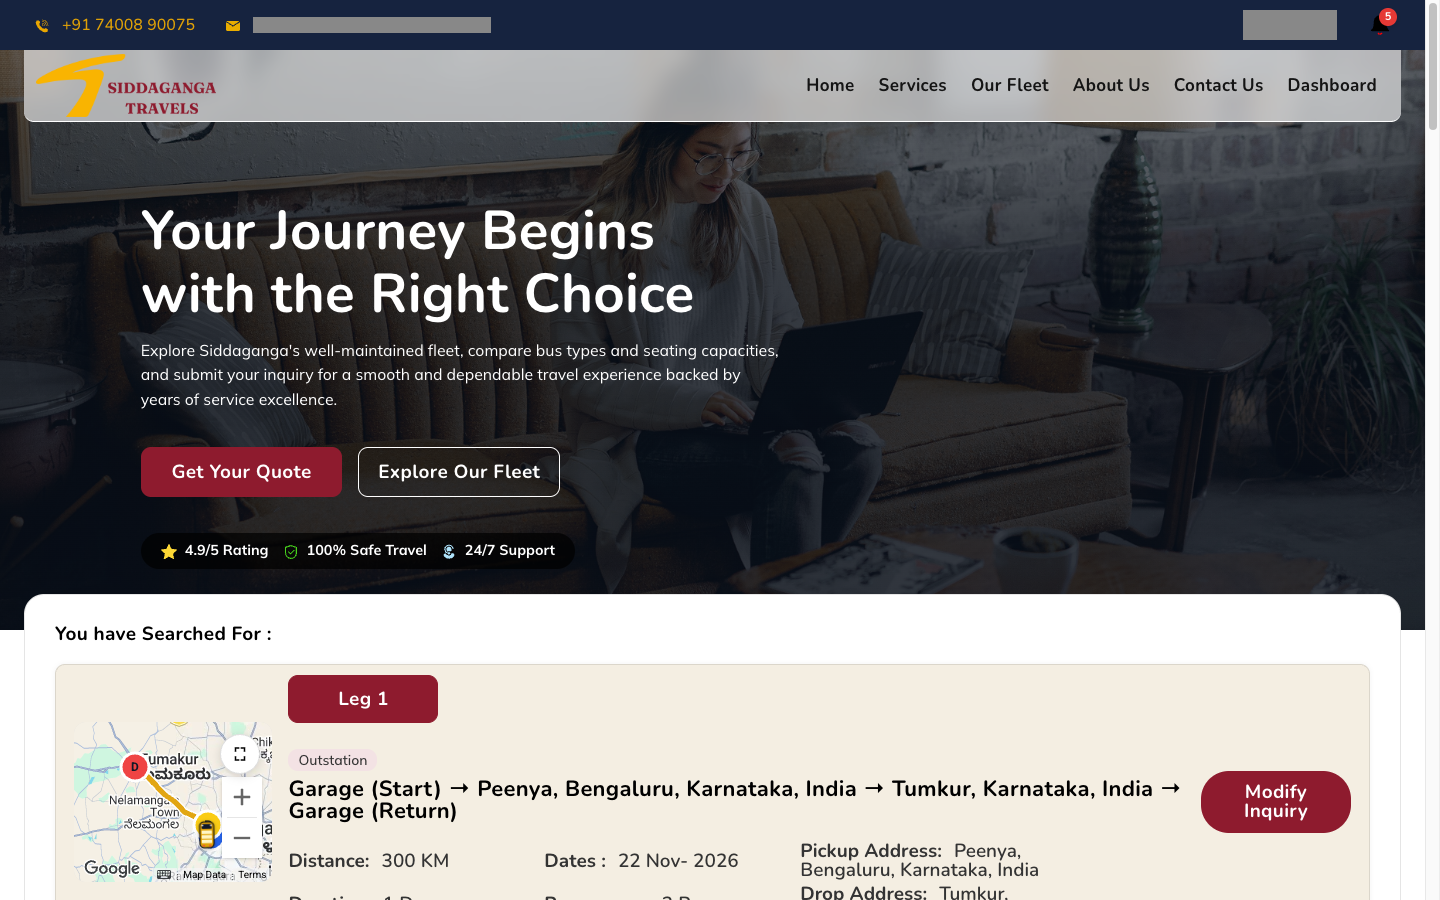 +91 74008 90075
5
SIDDAGANGA
TRAVELS
Home Services Our Fleet About Us Contact Us Dashboard
Your Journey Begins
with the Right Choice
Explore Siddaganga's well-maintained fleet, compare bus types and seating capacities,
and submit your inquiry for a smooth and dependable travel experience backed by
years of service excellence.
Get Your Quote Explore Our Fleet
4.9/5 Rating 100% Safe Travel 24/7 Support
You have Searched For :
Leg 1
Outstation
Garage (Start) → Peenya, Bengaluru, Karnataka, India → Tumkur, Karnataka, India →
Garage (Return)
Modify
Inquiry
Distance: 300 KM
Dates : 22 Nov- 2026
Pickup Address: Peenya,
Bengaluru, Karnataka, India
Drop Address: Tumkur,
D
Nelamanga
Town
ನೆಲಮಂಗಲ
Google
Map Data Terms